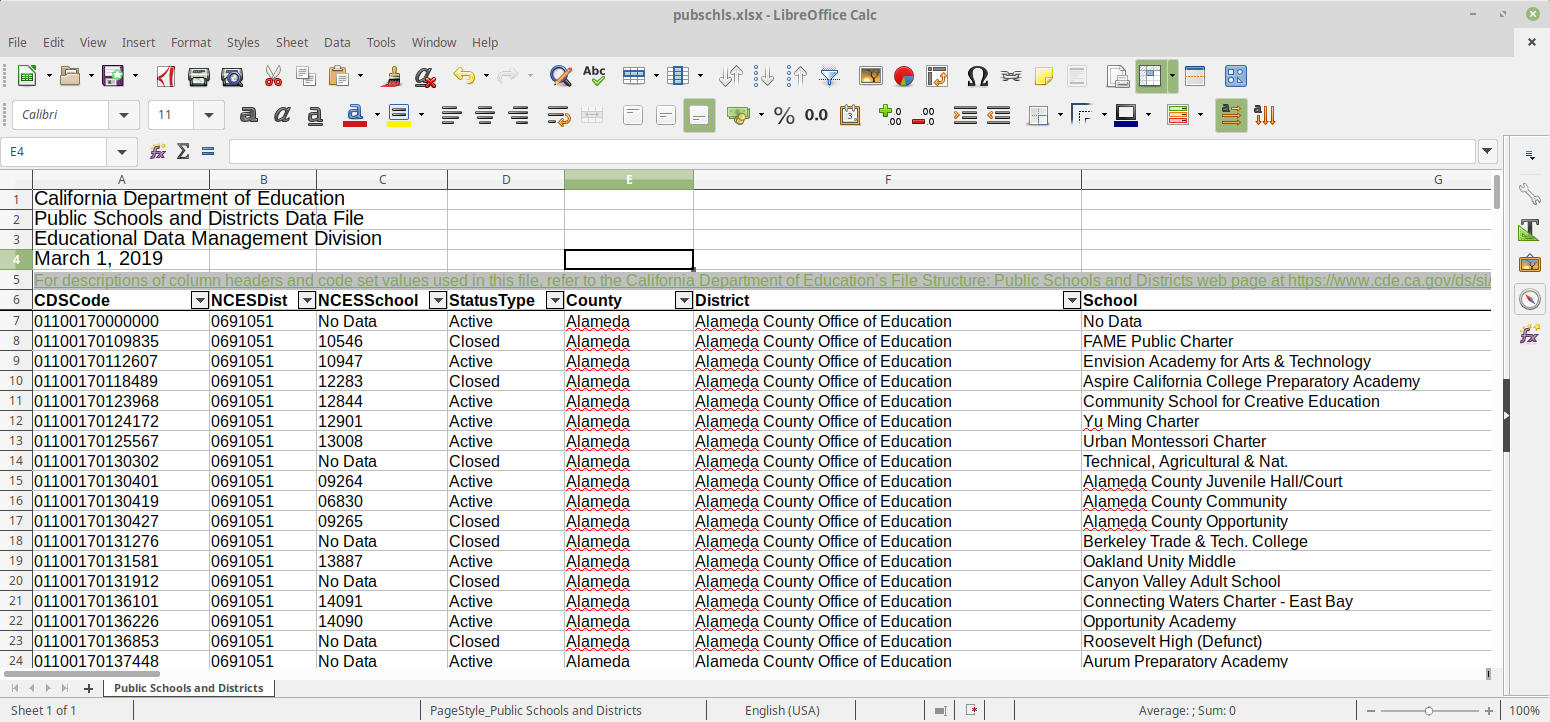 pubschls.xlsx - LibreOffice Calc
File Edit View Insert Format Styles Sheet Data Tools Window Help
Calibri 11
E4
A B C D E F G
1 California Department of Education
2 Public Schools and Districts Data File
3 Educational Data Management Division
4 March 1, 2019
5 For descriptions of column headers and code set values used in this file, refer to the California Department of Education's File Structure: Public Schools and Districts web page at https://www.cde.ca.gov/ds/si/
6 CDSCode NCESDist NCESSchool StatusType County District School
7 01100170000000 0691051 No Data Active Alameda Alameda County Office of Education No Data
8 01100170109835 0691051 10546 Closed Alameda Alameda County Office of Education FAME Public Charter
9 01100170112607 0691051 10947 Active Alameda Alameda County Office of Education Envision Academy for Arts & Technology
10 01100170118489 0691051 12283 Closed Alameda Alameda County Office of Education Aspire California College Preparatory Academy
11 01100170123968 0691051 12844 Active Alameda Alameda County Office of Education Community School for Creative Education
12 01100170124172 0691051 12901 Active Alameda Alameda County Office of Education Yu Ming Charter
13 01100170125567 0691051 13008 Active Alameda Alameda County Office of Education Urban Montessori Charter
14 01100170130302 0691051 No Data Closed Alameda Alameda County Office of Education Technical, Agricultural & Nat.
15 01100170130401 0691051 09264 Active Alameda Alameda County Office of Education Alameda County Juvenile Hall/Court
16 01100170130419 0691051 06830 Active Alameda Alameda County Office of Education Alameda County Community
17 01100170130427 0691051 09265 Closed Alameda Alameda County Office of Education Alameda County Opportunity
18 01100170131276 0691051 No Data Closed Alameda Alameda County Office of Education Berkeley Trade & Tech. College
19 01100170131581 0691051 13887 Active Alameda Alameda County Office of Education Oakland Unity Middle
20 01100170131912 0691051 No Data Closed Alameda Alameda County Office of Education Canyon Valley Adult School
21 01100170136101 0691051 14091 Active Alameda Alameda County Office of Education Connecting Waters Charter - East Bay
22 01100170136226 0691051 14090 Active Alameda Alameda County Office of Education Opportunity Academy
23 01100170136853 0691051 No Data Closed Alameda Alameda County Office of Education Roosevelt High (Defunct)
24 01100170137448 0691051 No Data Active Alameda Alameda County Office of Education Aurum Preparatory Academy
Public Schools and Districts
Sheet 1 of 1 PageStyle_Public Schools and Districts English (USA) Average: ; Sum: 0 100%